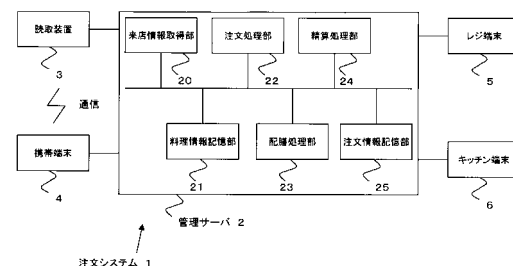 読取装置
3
通信
携帯端末
4
来店情報取得部
20
注文処理部
22
精算処理部
24
料理情報記憶部
21
配膳処理部
23
注文情報記憶部
25
管理サーバ 2
レジ端末
5
キッチン端末
6
注文システム 1